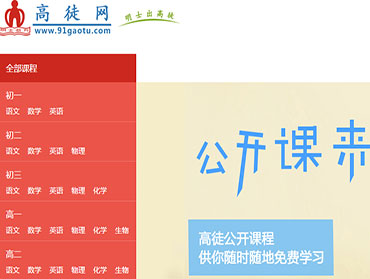 高徒网
明士出高徒
www.91gaotu.com
全部课程
初一
语文 数学 英语
初二
语文 数学 英语 物理
初三
语文 数学 英语 物理 化学
高一
语文 数学 英语 物理 化学 生物
高二
语文 数学 英语 物理 化学 生物
公开课来
高徒公开课程
供你随时随地免费学习